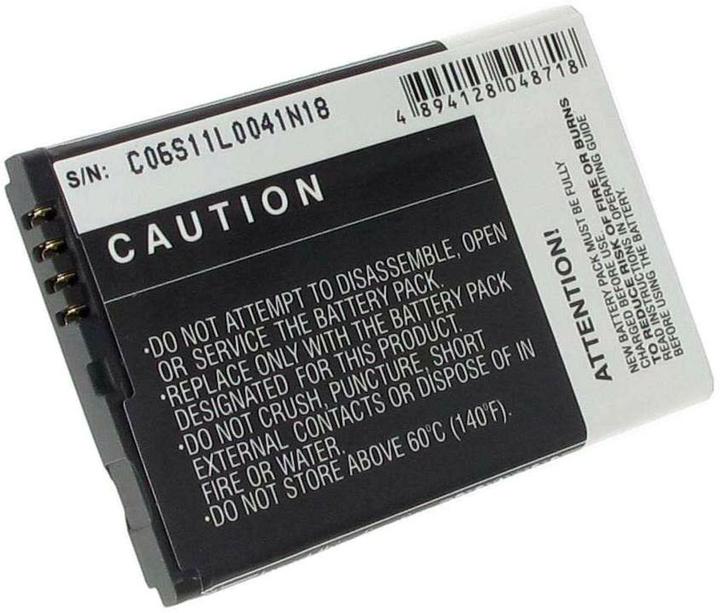 S/N: C06S11L0041N18
4 894128 048718
CAUTION
•DO NOT ATTEMPT TO DISASSEMBLE, OPEN
OR SERVICE THE BATTERY PACK.
•REPLACE ONLY WITH THE BATTERY PACK
DESIGNATED FOR THIS PRODUCT.
•DO NOT CRUSH, PUNCTURE, SHORT
EXTERNAL CONTACTS OR DISPOSE OF IN
FIRE OR WATER.
•DO NOT STORE ABOVE 60°C (140°F).
ATTENTION!
NEW BATTERY PACK MUST BE FULLY
CHARGED BEFORE USE.
TO REDUCE THE RISK OF FIRE OR BURNS
READ THE INSTRUCTION IN OPERATING GUIDE
BEFORE INSTALLING BATTERY.